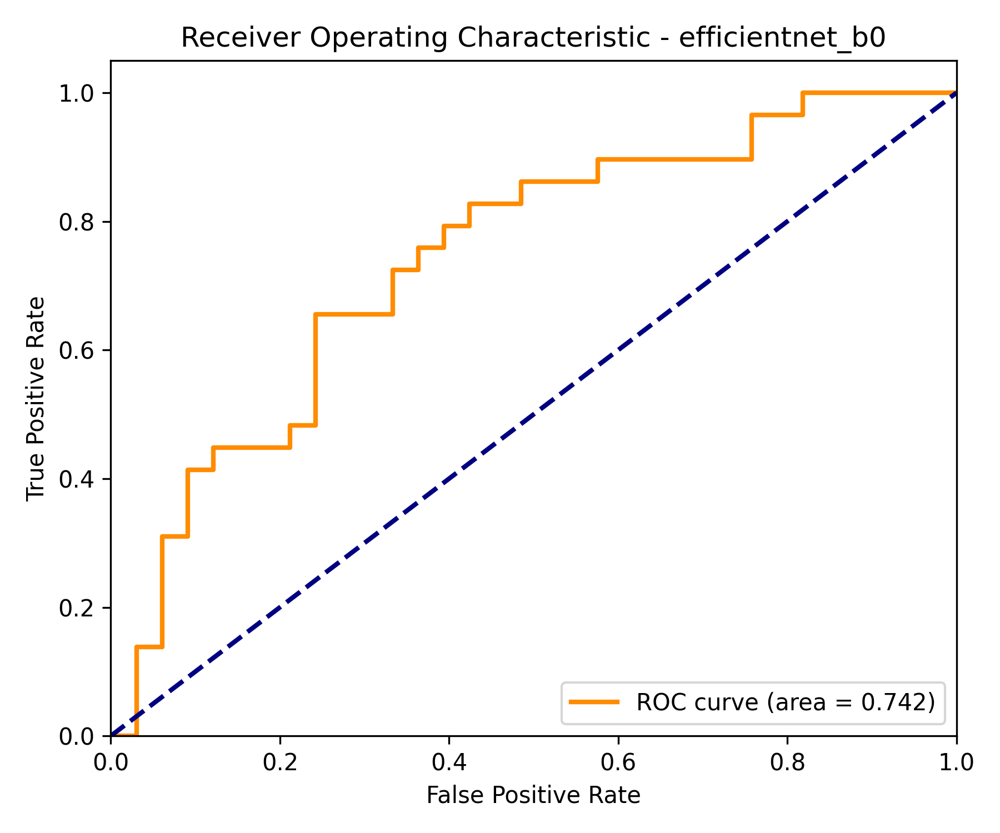 Receiver Operating Characteristic - efficientnet_b0
1.0
0.8
0.6
0.4
0.2
0.0
True Positive Rate
ROC curve (area = 0.742)
0.0 0.2 0.4 0.6 0.8 1.0
False Positive Rate